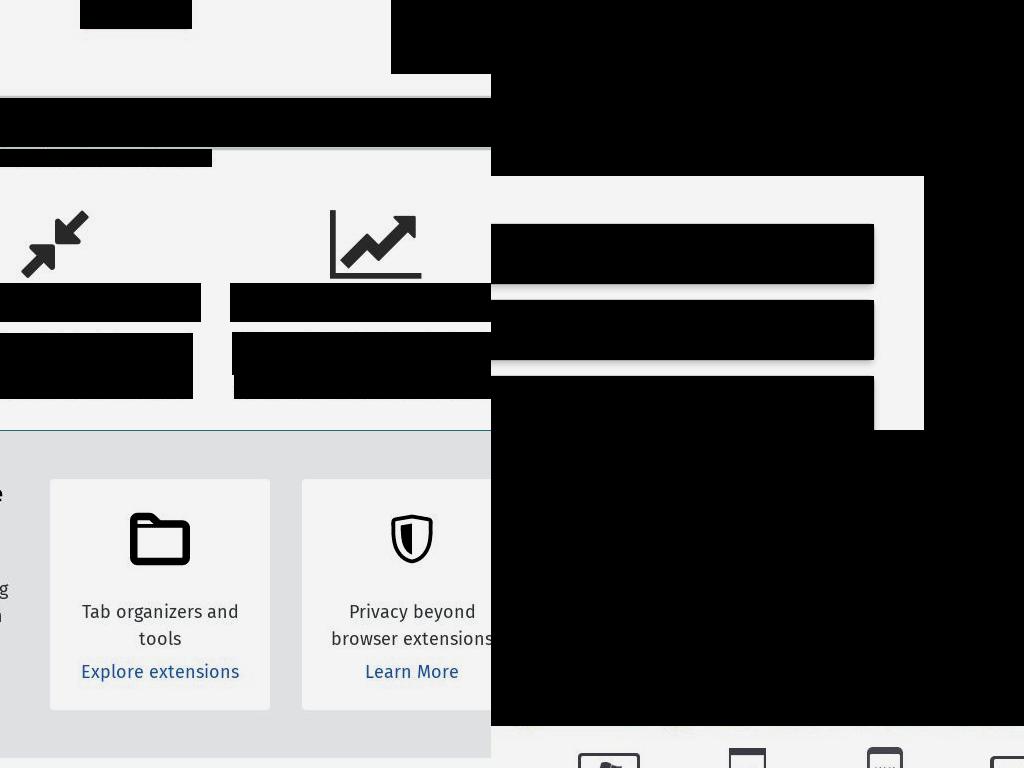 Tab organizers and
tools
Explore extensions
Privacy beyond
browser extensions
Learn More